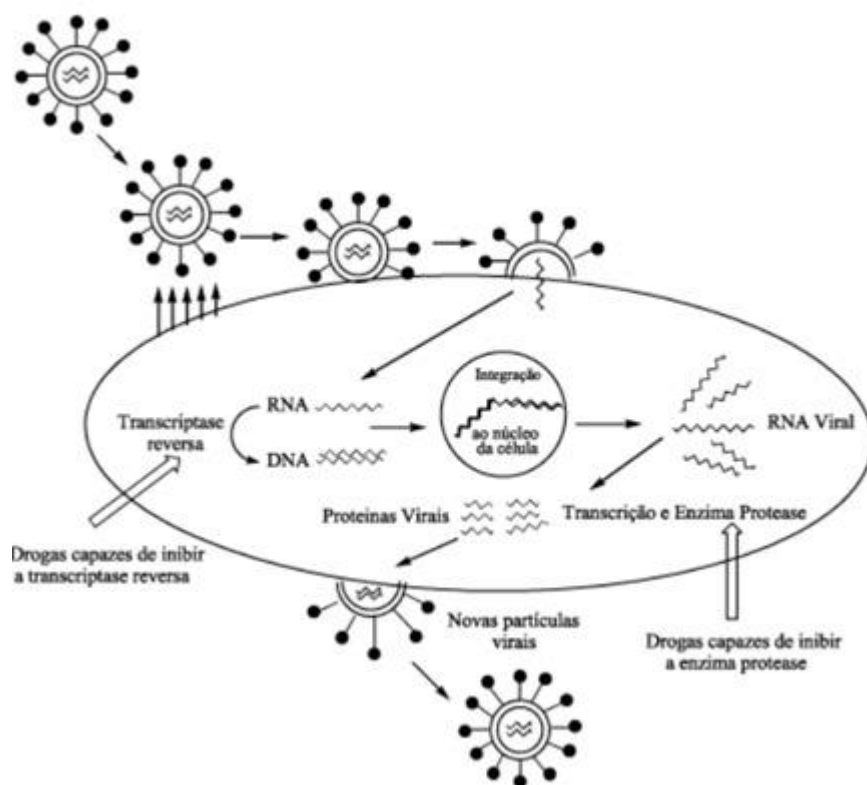 Integração
RNA
Transcriptase
reversa
ao núcleo
da célula
RNA Viral
DNA
Proteinas Virais
Transcrição e Enzima Protease
Drogas capazes de inibir
a transcriptase reversa
Novas partículas
virais
Drogas capazes de inibir
a enzima protease